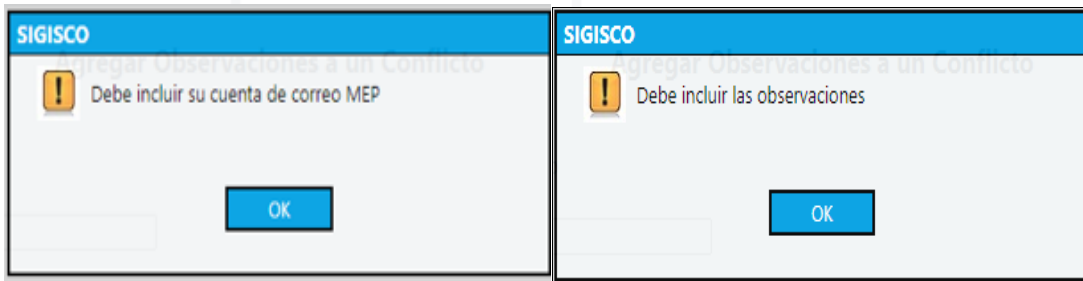 SIGISCO
Agregar Observaciones a un Conflicto
! Debe incluir su cuenta de correo MEP
OK
SIGISCO
Agregar Observaciones a un Conflicto
! Debe incluir las observaciones
OK